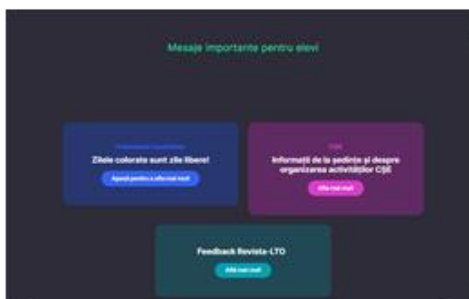 Mesaje importante pentru elevi
Zilele colorate sunt zile libere!
Apasă pentru a afla mai mult
CȘE
Informații de la ședințe și despre
organizarea activităților CȘE
Afla mai mult
Feedback Revista-LTO
Află mai mult